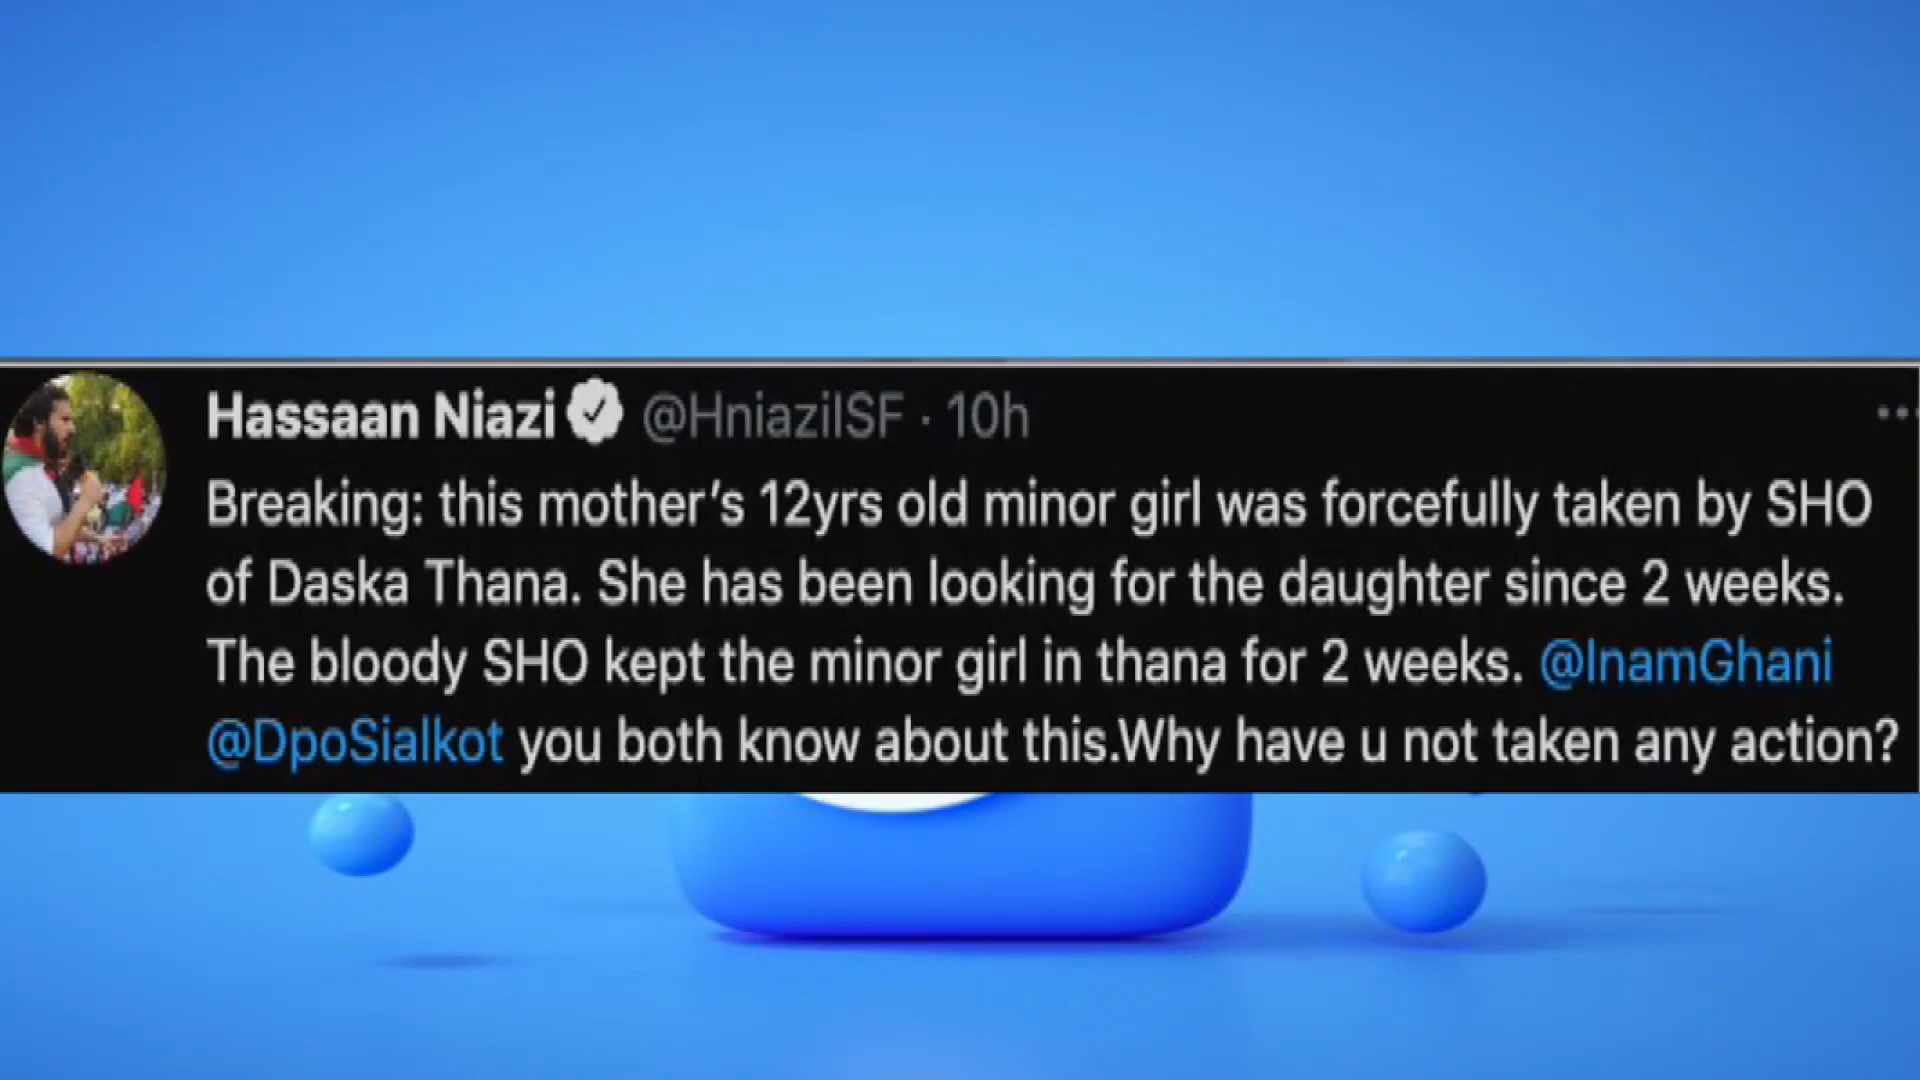 Hassaan Niazi @HniaziISF · 10h
Breaking: this mother's 12yrs old minor girl was forcefully taken by SHO
of Daska Thana. She has been looking for the daughter since 2 weeks.
The bloody SHO kept the minor girl in thana for 2 weeks. @InamGhani
@DpoSialkot you both know about this.Why have u not taken any action?